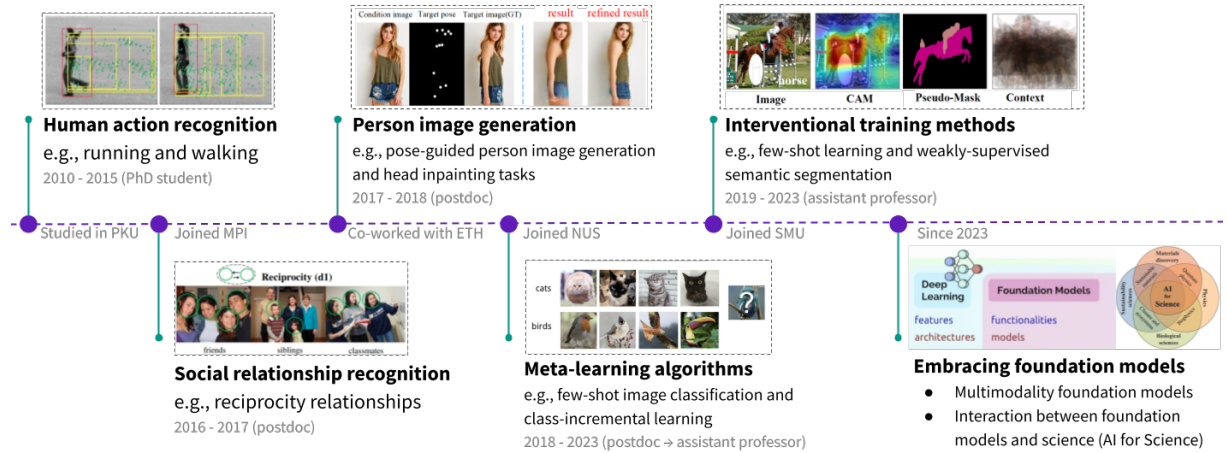 Condition image Target pose Target image(GT) result refined result
horse
Image CAM Pseudo-Mask Context
Human action recognition
e.g., running and walking
2010 - 2015 (PhD student)
Person image generation
e.g., pose-guided person image generation
and head inpainting tasks
2017 - 2018 (postdoc)
Interventional training methods
e.g., few-shot learning and weakly-supervised
semantic segmentation
2019 - 2023 (assistant professor)
Studied in PKU
Joined MPI
Co-worked with ETH
Joined NUS
Joined SMU
Since 2023
Reciprocity (d1)
friends siblings classmates
Social relationship recognition
e.g., reciprocity relationships
2016 - 2017 (postdoc)
cats
birds
?
Meta-learning algorithms
e.g., few-shot image classification and
class-incremental learning
2018 - 2023 (postdoc → assistant professor)
Deep
Learning
features
architectures
Foundation Models
functionalities
models
Materials
discovery
Physics
Biological
sciences
AI
for
Science
Embracing foundation models
● Multimodality foundation models
● Interaction between foundation
models and science (AI for Science)